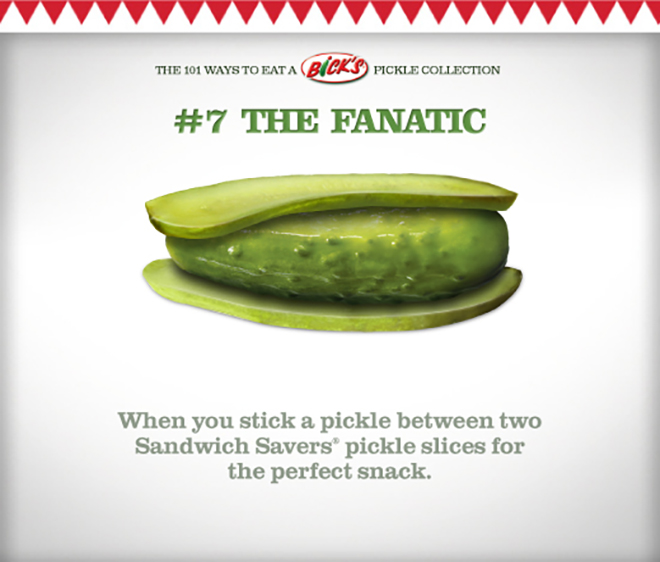 THE 101 WAYS TO EAT A BICK'S PICKLE COLLECTION
#7 THE FANATIC
When you stick a pickle between two
Sandwich Savers® pickle slices for
the perfect snack.